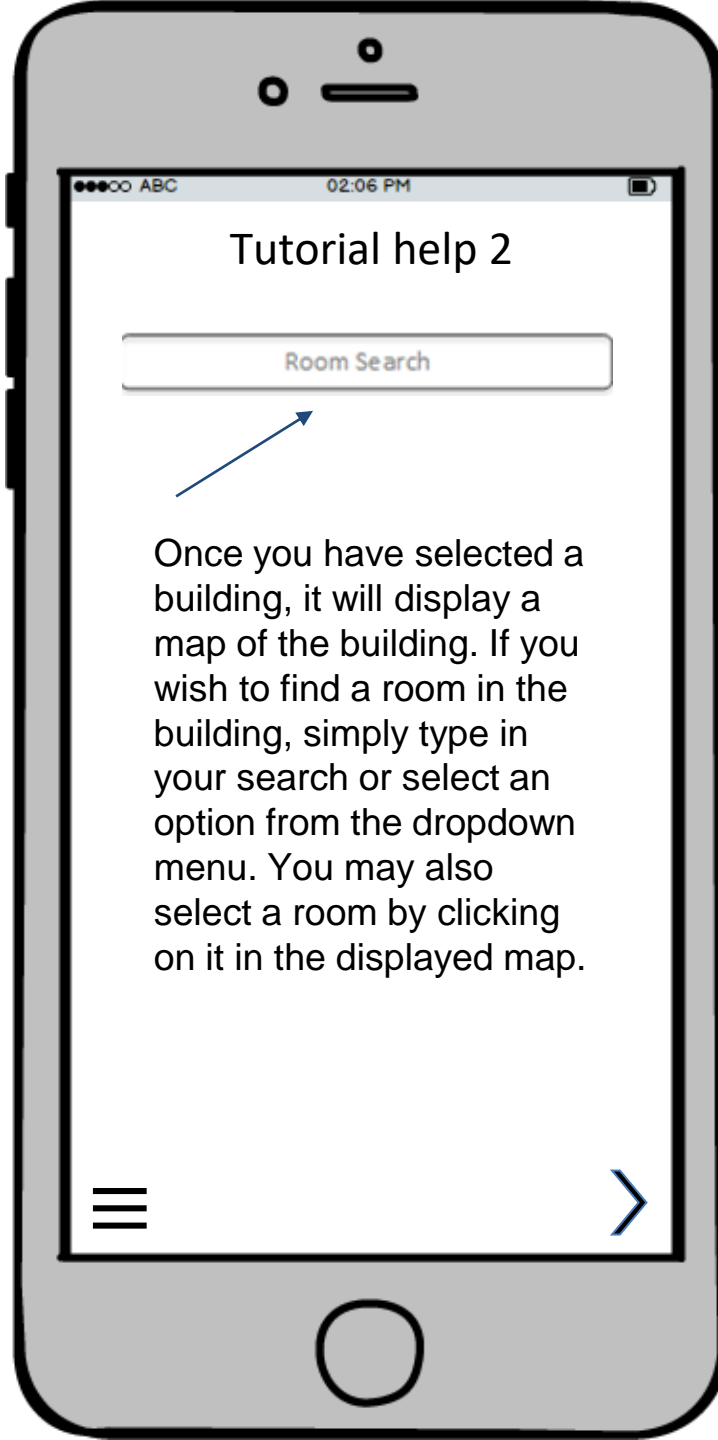 ABC 02:06 PM
Tutorial help 2
Room Search
Once you have selected a
building, it will display a
map of the building. If you
wish to find a room in the
building, simply type in
your search or select an
option from the dropdown
menu. You may also
select a room by clicking
on it in the displayed map.